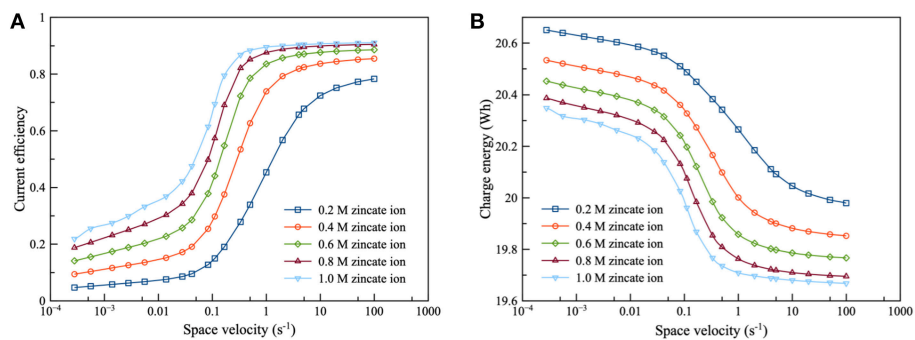 A
Current efficiency
1
0.8
0.6
0.4
0.2
0
10⁻⁴
10⁻³
0.01
0.1
1
10
100
1000
Space velocity (s⁻¹)
0.2 M zincate ion
0.4 M zincate ion
0.6 M zincate ion
0.8 M zincate ion
1.0 M zincate ion
B
Charge energy (Wh)
20.6
20.4
20.2
20
19.8
19.6
10⁻⁴
10⁻³
0.01
0.1
1
10
100
1000
Space velocity (s⁻¹)
0.2 M zincate ion
0.4 M zincate ion
0.6 M zincate ion
0.8 M zincate ion
1.0 M zincate ion